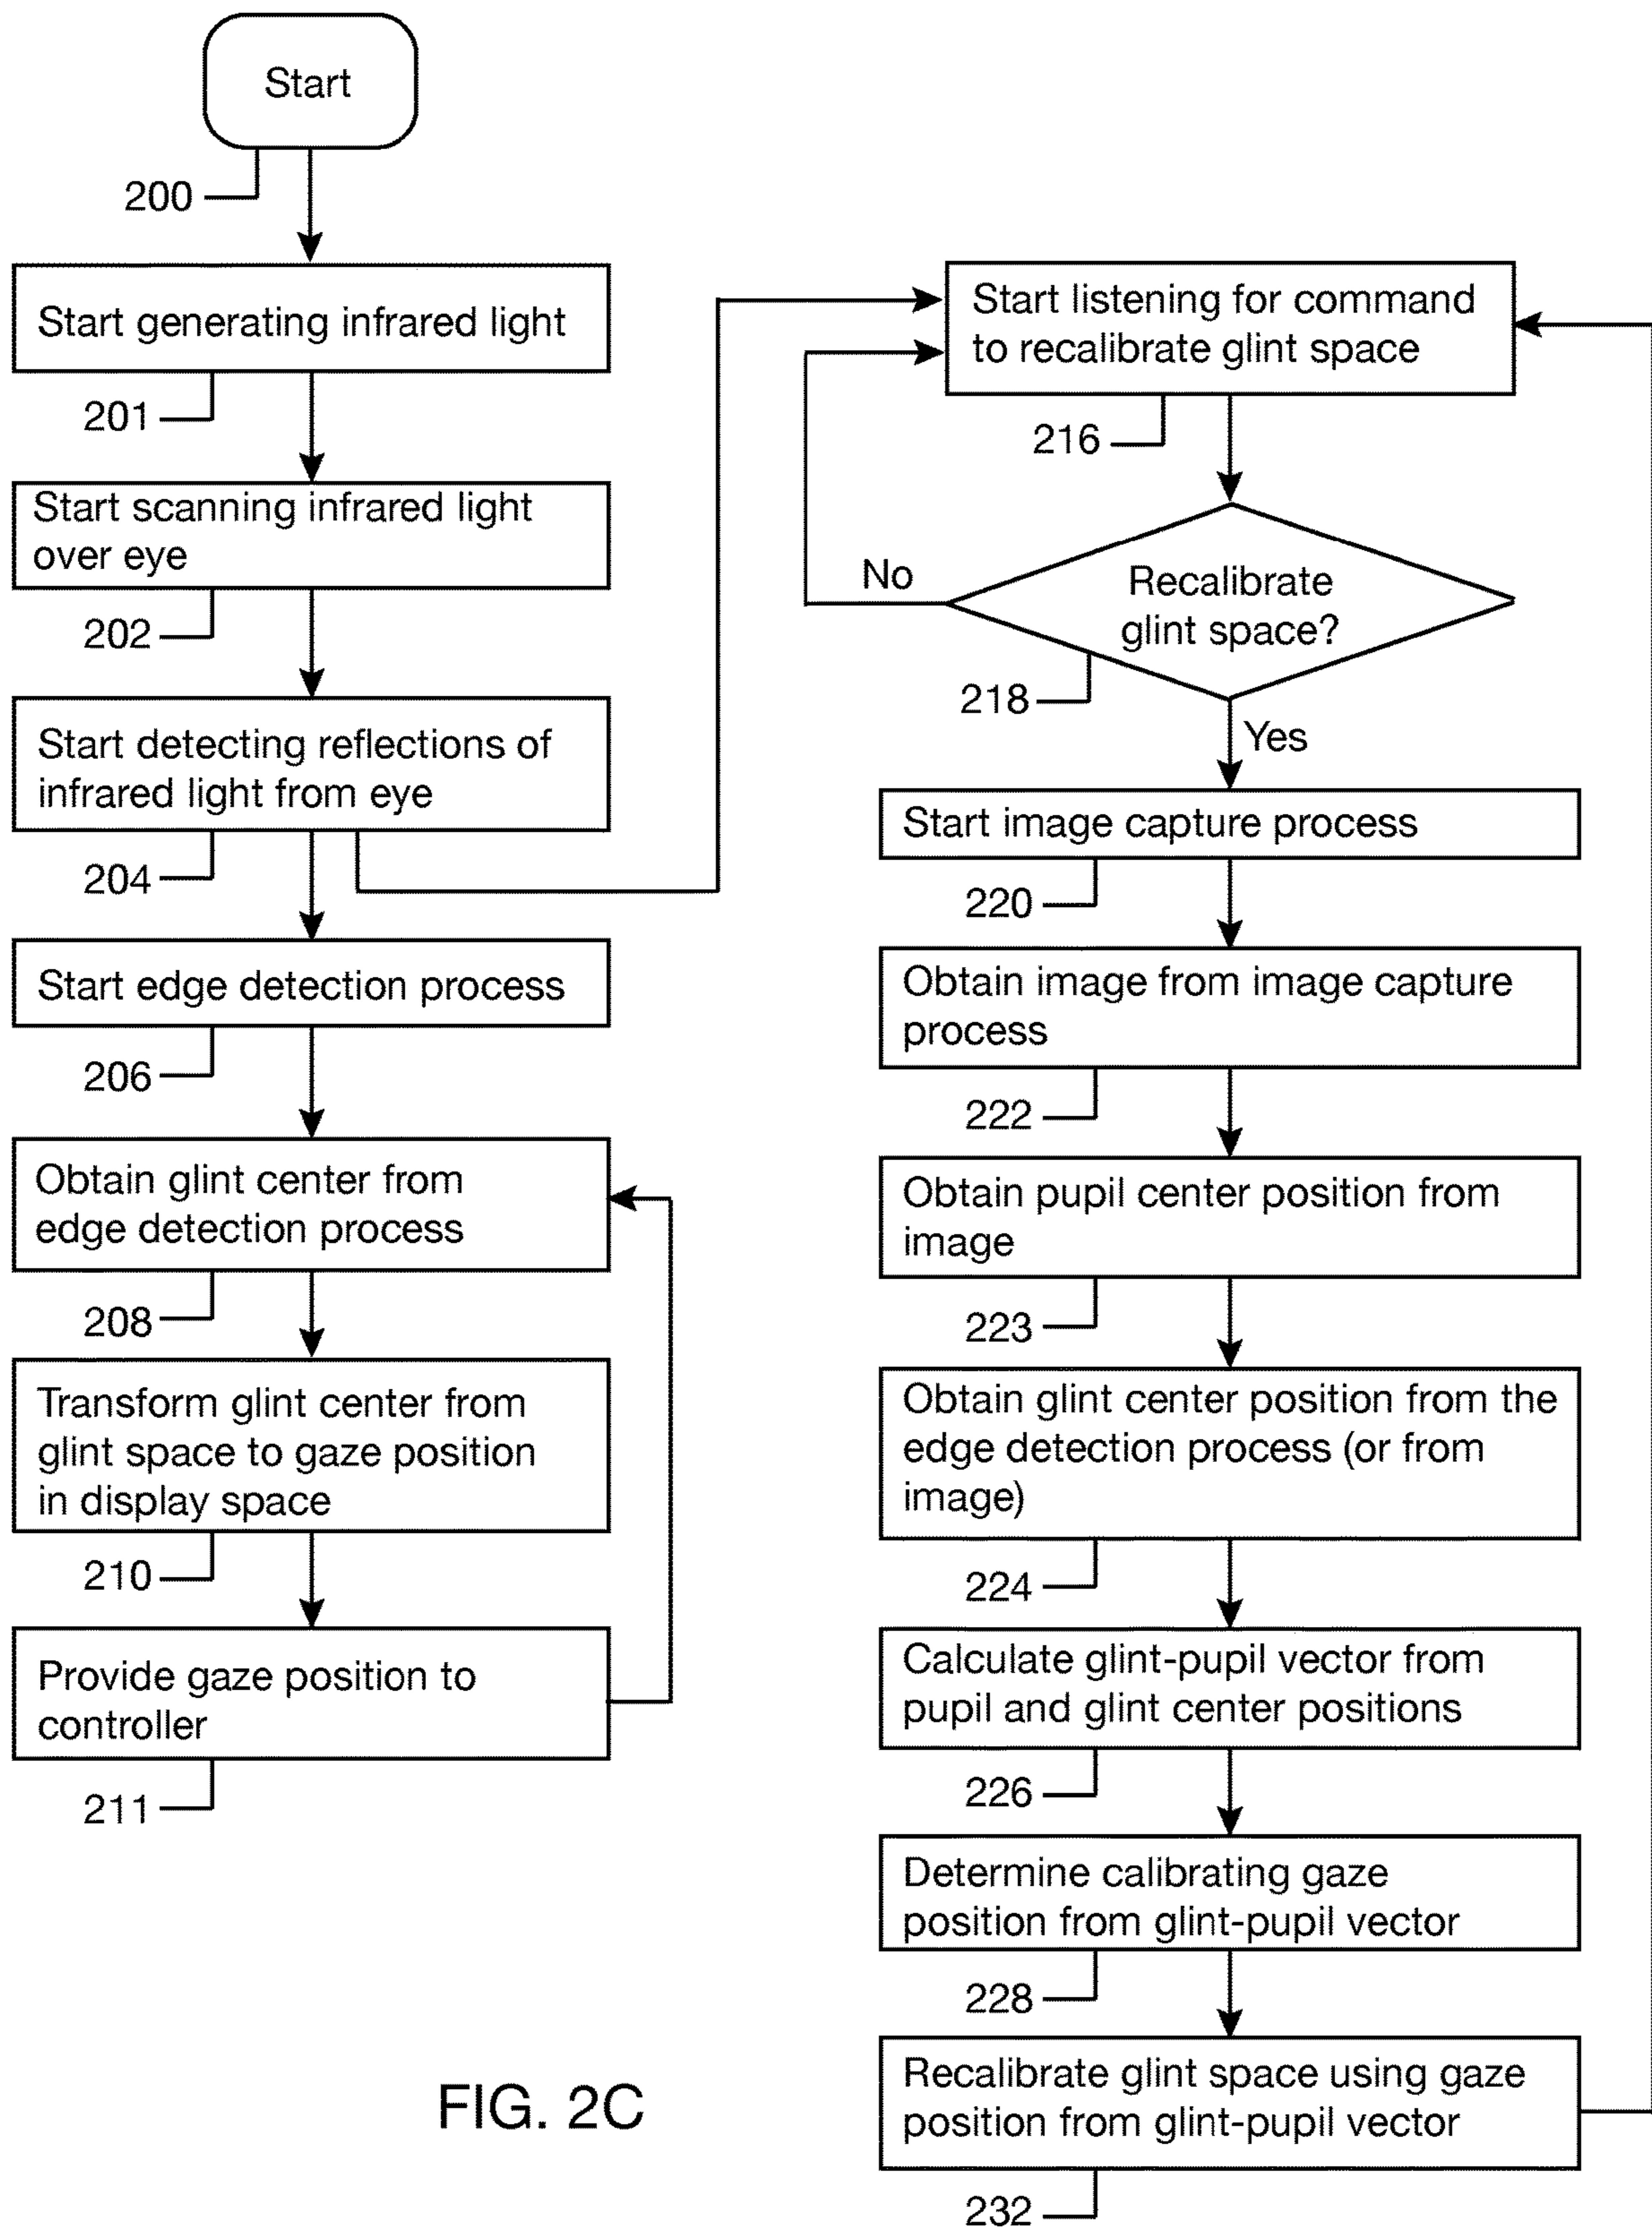 Start
200
Start generating infrared light
201
Start scanning infrared light
over eye
202
Start detecting reflections of
infrared light from eye
204
Start edge detection process
206
Obtain glint center from
edge detection process
208
Transform glint center from
glint space to gaze position
in display space
210
Provide gaze position to
controller
211
Start listening for command
to recalibrate glint space
216
Recalibrate
glint space?
No
218
Yes
Start image capture process
220
Obtain image from image capture
process
222
Obtain pupil center position from
image
223
Obtain glint center position from the
edge detection process (or from
image)
224
Calculate glint-pupil vector from
pupil and glint center positions
226
Determine calibrating gaze
position from glint-pupil vector
228
Recalibrate glint space using gaze
position from glint-pupil vector
232
FIG. 2C